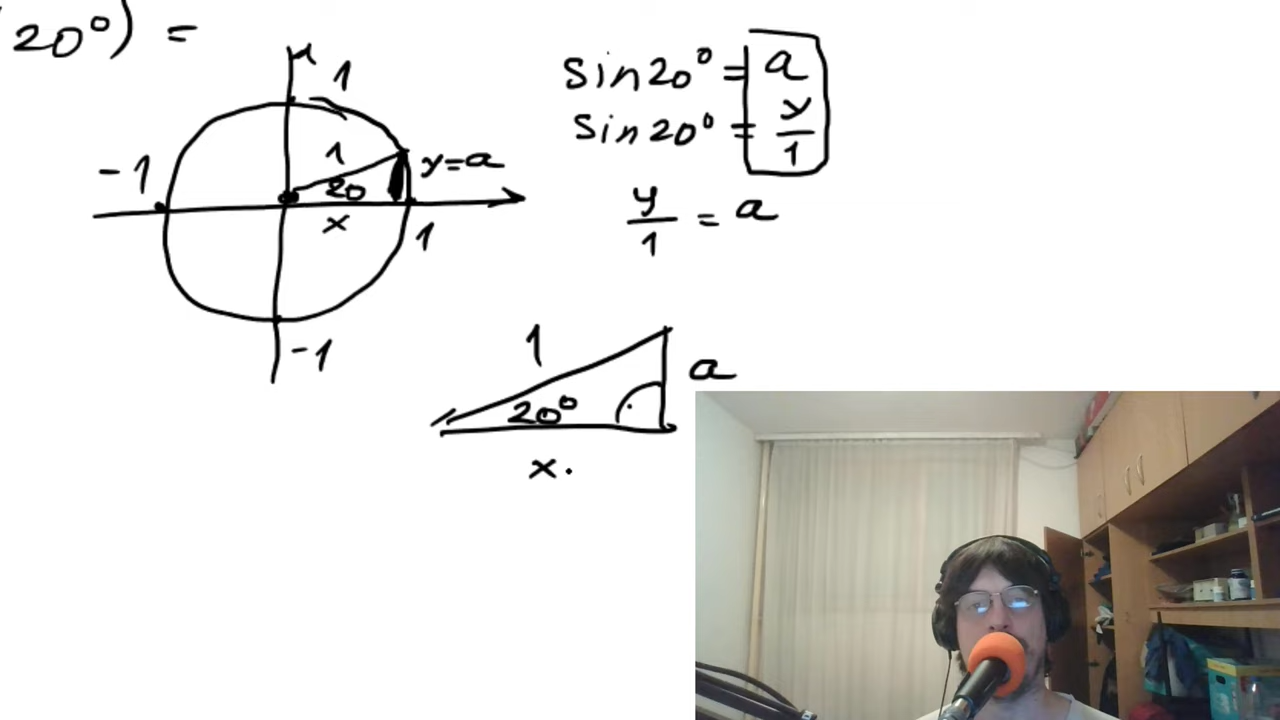 20°) =
sin20° = a
sin20° = y/1
y/1 = a
1
-1
1
20
y=a
x
1
-1
1
a
20°
x.